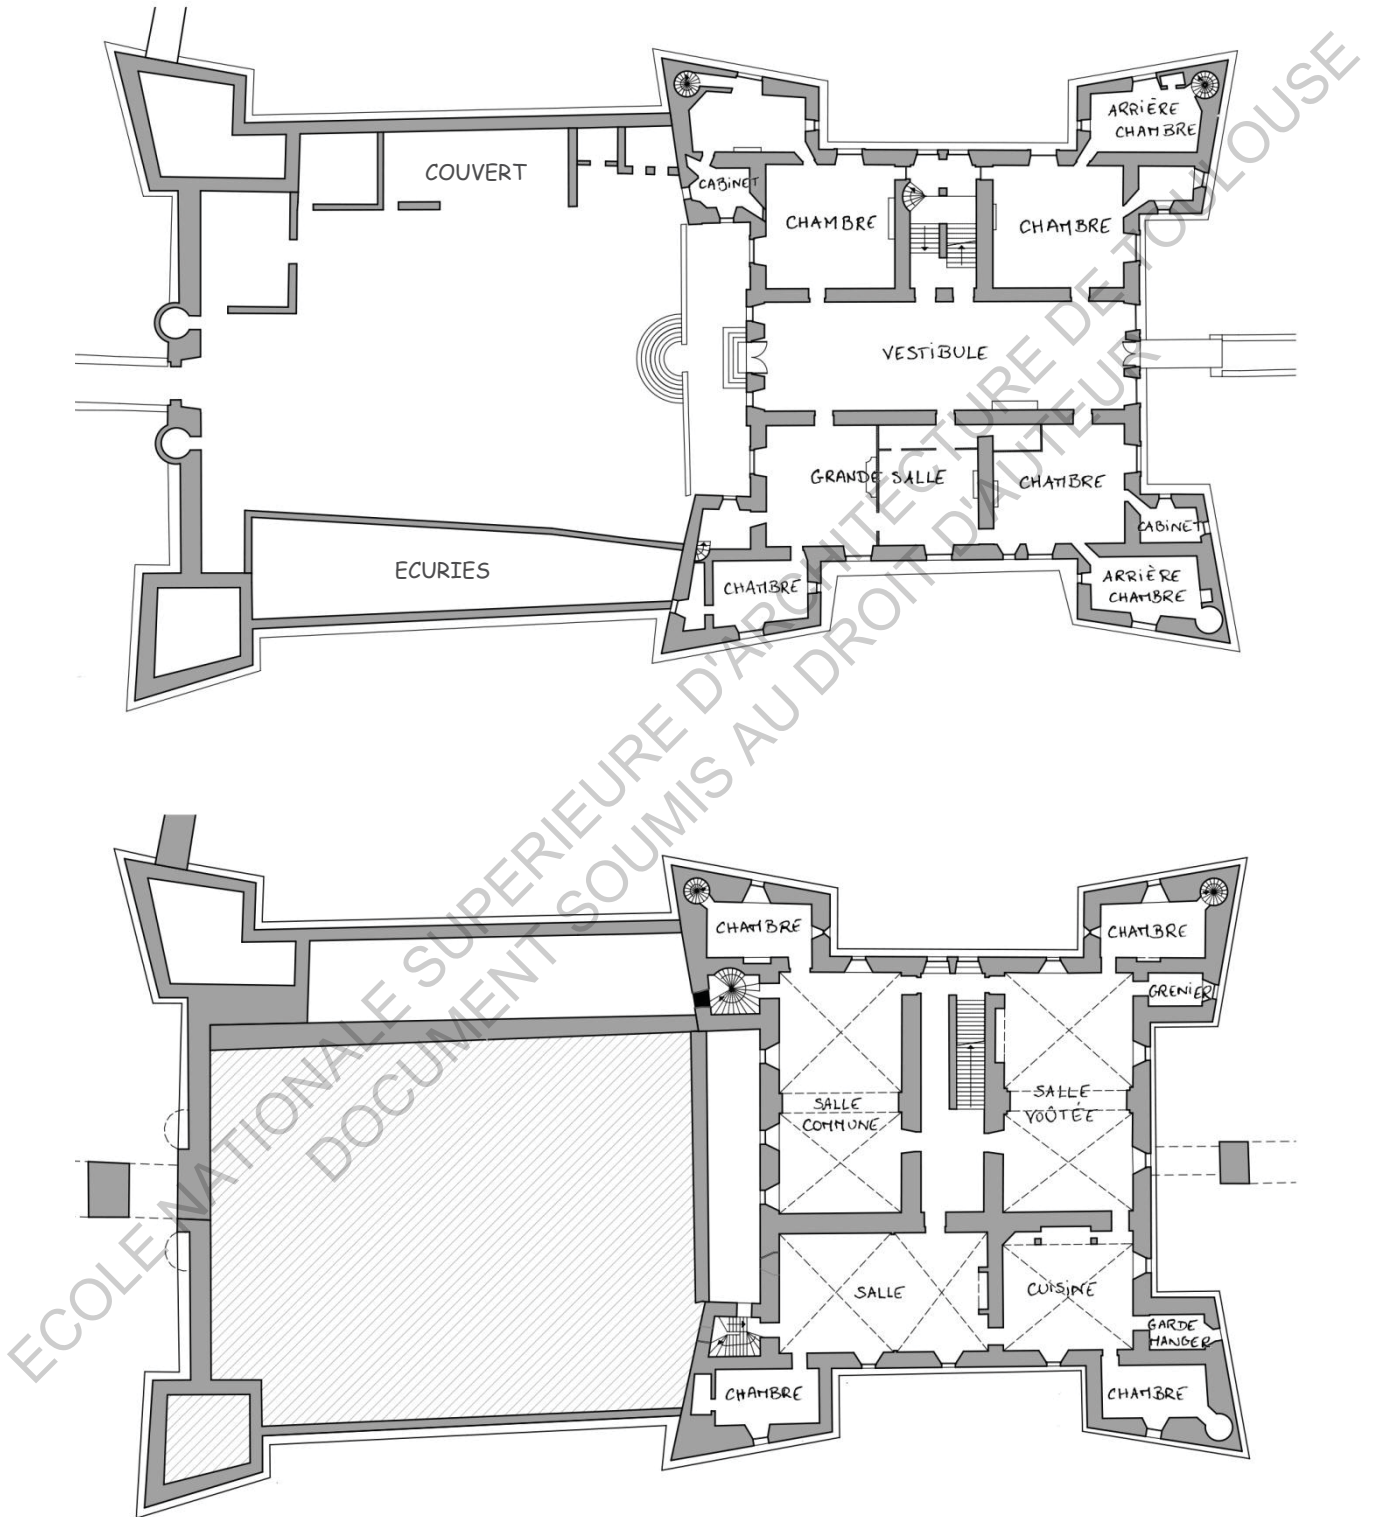 ARRIÈRE
CHAMBRE
COUVERT
CABINET
CHAMBRE
CHAMBRE
VESTIBULE
GRANDE SALLE
CHAMBRE
CABINET
ECURIES
CHAMBRE
ARRIÈRE
CHAMBRE
ECOLE NATIONALE SUPERIEURE D'ARCHITECTURE DE TOULOUSE
DOCUMENT SOUMIS AU DROIT D'AUTEUR
CHAMBRE
CHAMBRE
GRENIER
SALLE
COMMUNE
SALLE
VOÛTÉE
SALLE
CUISINE
GARDE
MANGER
CHAMBRE
CHAMBRE